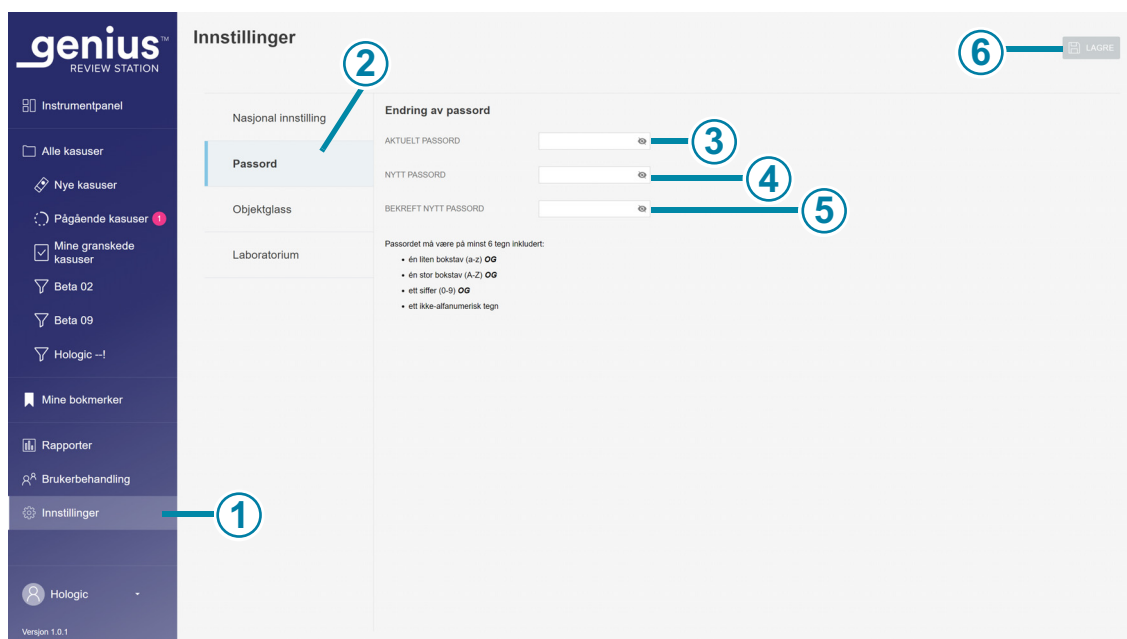 genius™
REVIEW STATION
Instrumentpanel
Alle kasuser
Nye kasuser
Pågående kasuser 1
Mine granskede
kasuser
Beta 02
Beta 09
Hologic --!
Mine bokmerker
Rapporter
Brukerbehandling
Innstillinger
Hologic
Versjon 1.0.1
Innstillinger
LAGRE
Nasjonal innstilling
Passord
Objektglass
Laboratorium
Endring av passord
AKTUELT PASSORD
NYTT PASSORD
BEKREFT NYTT PASSORD
Passordet må være på minst 6 tegn inkludert:
• én liten bokstav (a-z) OG
• én stor bokstav (A-Z) OG
• ett siffer (0-9) OG
• ett ikke-alfanumerisk tegn
1
2
3
4
5
6